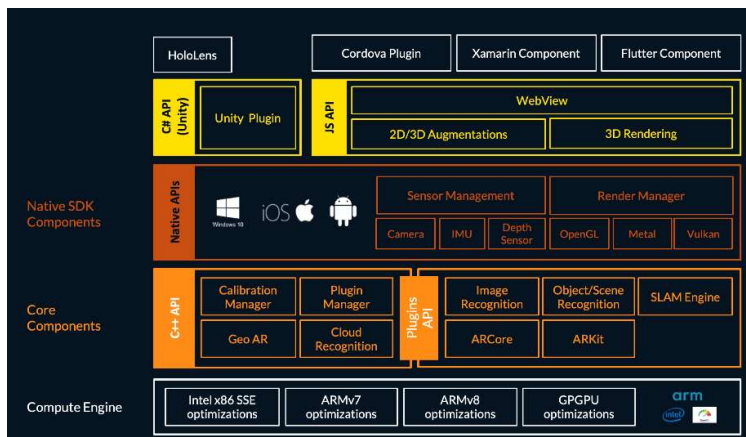 HoloLens
Cordova Plugin
Xamarin Component
Flutter Component
C# API
(Unity)
Unity Plugin
JS API
WebView
2D/3D Augmentations
3D Rendering
Native SDK
Components
Native APIs
Windows 10
iOS
Sensor Management
Render Manager
Camera
IMU
Depth
Sensor
OpenGL
Metal
Vulkan
Core
Components
C++ API
Calibration
Manager
Plugin
Manager
Geo AR
Cloud
Recognition
Plugins
API
Image
Recognition
Object/Scene
Recognition
SLAM Engine
ARCore
ARKit
Compute Engine
Intel x86 SSE
optimizations
ARMv7
optimizations
ARMv8
optimizations
GPGPU
optimizations
arm
intel